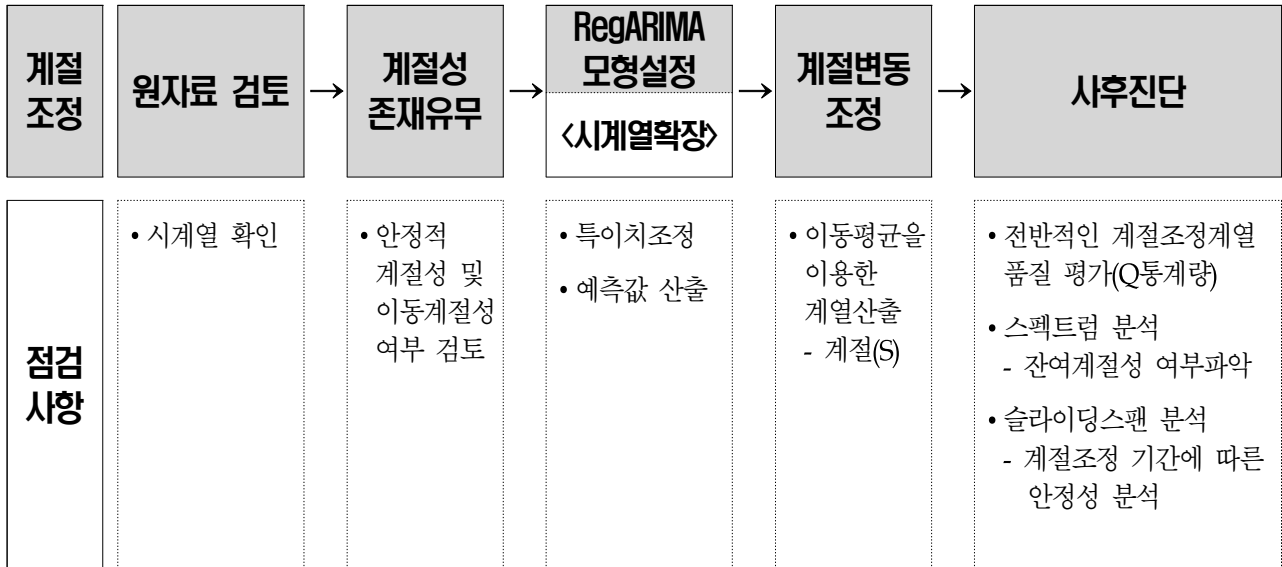 계절
조정
원자료 검토
→
계절성
존재유무
→
RegARIMA
모형설정
<시계열확장>
→
계절변동
조정
→
사후진단
점검
사항
• 시계열 확인
• 안정적
계절성 및
이동계절성
여부 검토
• 특이치조정
• 예측값 산출
• 이동평균을
이용한
계열산출
- 계절(S)
• 전반적인 계절조정계열
품질 평가(Q통계량)
• 스펙트럼 분석
- 잔여계절성 여부파악
• 슬라이딩스팬 분석
- 계절조정 기간에 따른
안정성 분석